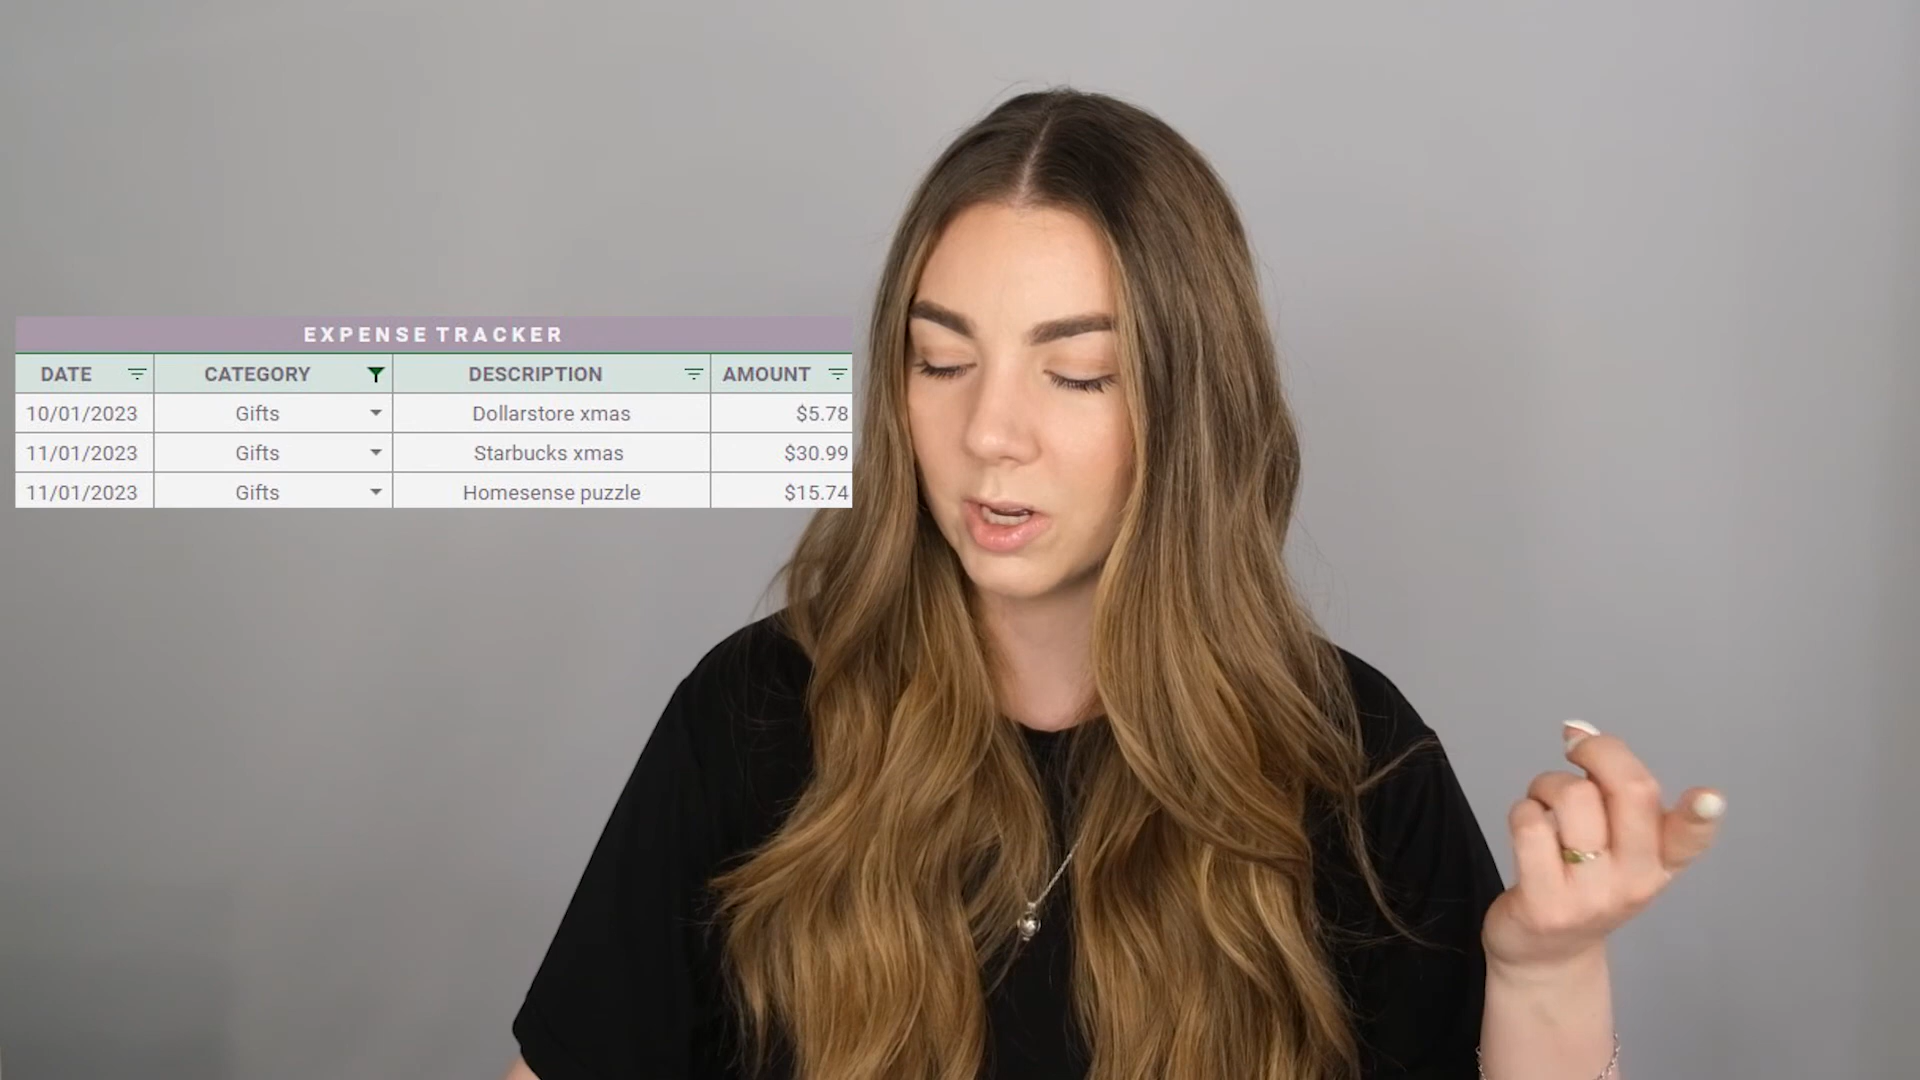 EXPENSE TRACKER
DATE CATEGORY DESCRIPTION AMOUNT
10/01/2023 Gifts Dollarstore xmas $5.78
11/01/2023 Gifts Starbucks xmas $30.99
11/01/2023 Gifts Homesense puzzle $15.74